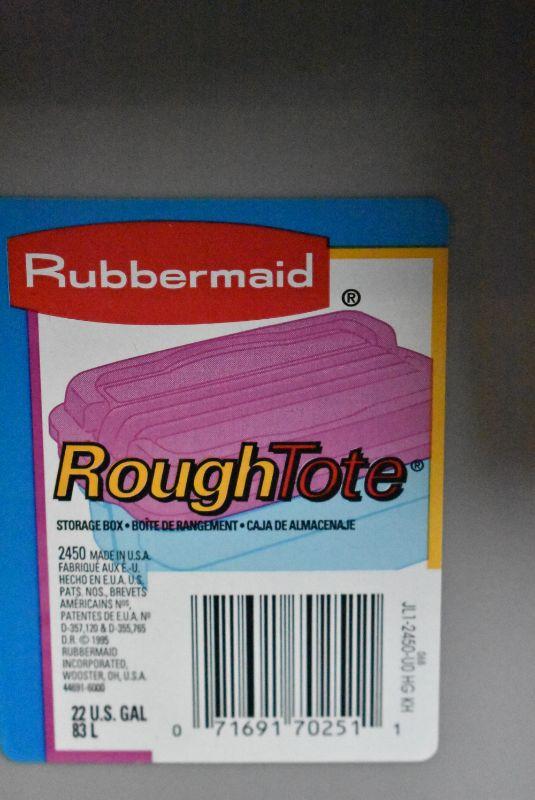 Rubbermaid
®
RoughTote®
STORAGE BOX • BOÎTE DE RANGEMENT • CAJA DE ALMACENAJE
2450 MADE IN U.S.A.
FABRIQUÉ AUX É.-U.
HECHO EN E.U.A. U.S.
PATS. NOS., BREVETS
AMÉRICAINS Nos,
PATENTES DE E.U.A. Nº
D-357,120 & D-355,765
D.R. © 1995
RUBBERMAID
INCORPORATED,
WOOSTER, OH, U.S.A.
44691-6000
22 U.S. GAL
83 L
0 71691 70251 1
JL1-2450-U0 HG KH